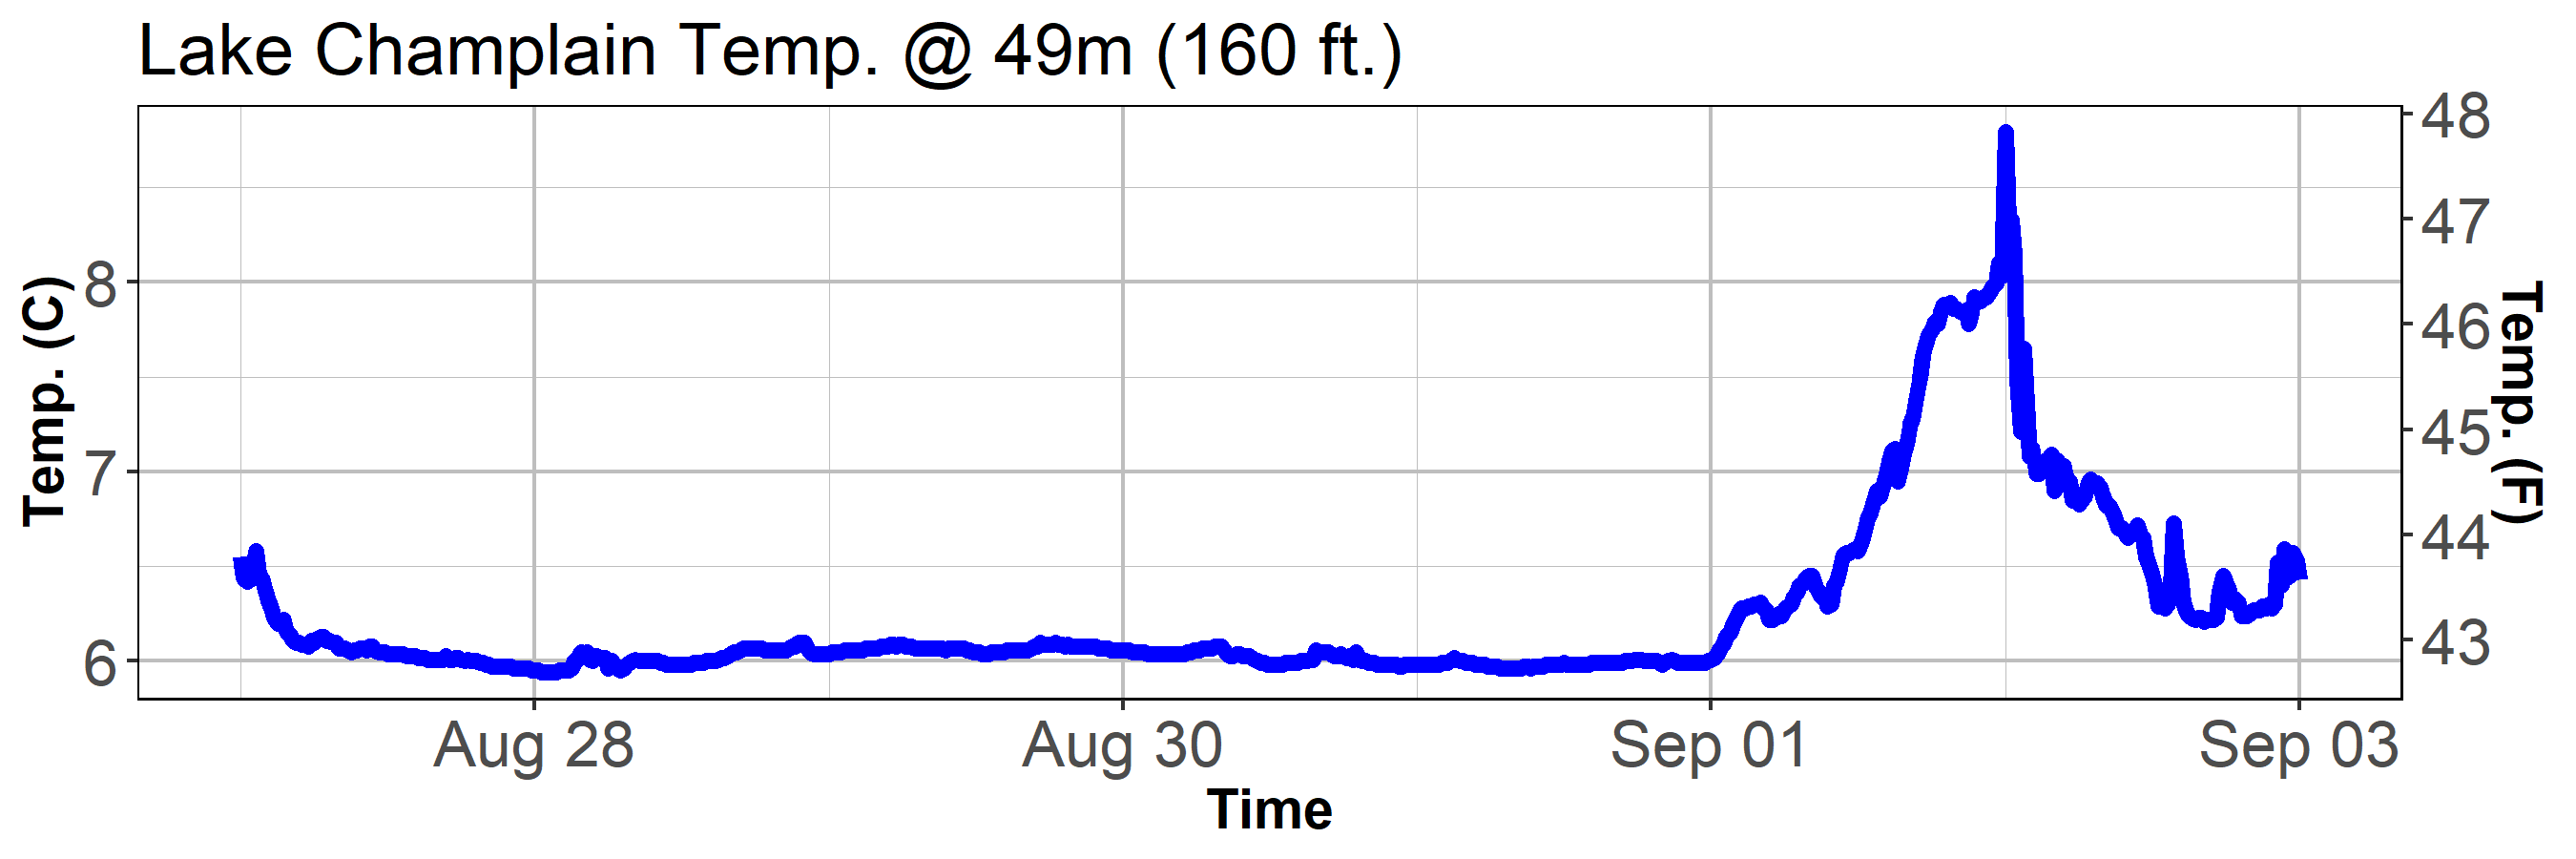 Lake Champlain Temp. @ 49m (160 ft.)
Temp. (C)
8
7
6
48
47
46
45
44
43
Temp. (F)
Aug 28 Aug 30 Sep 01 Sep 03
Time